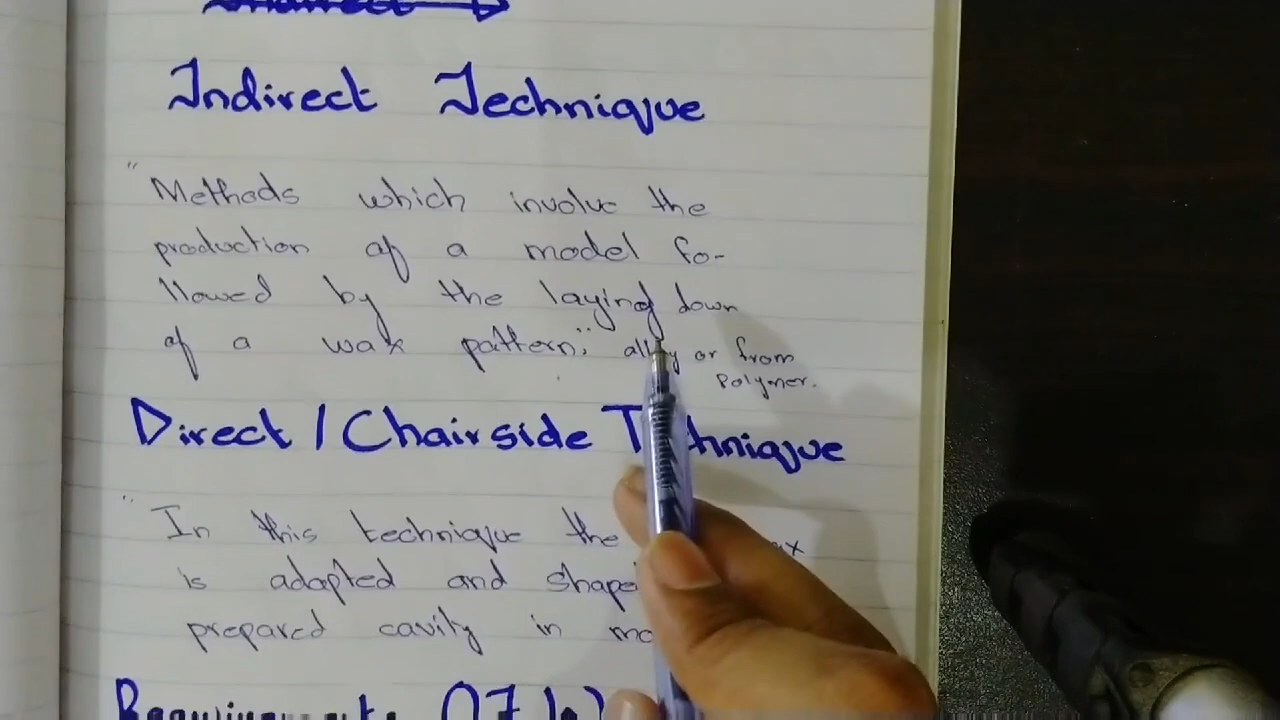 Indirect Technique
"Methods which involve the
production of a model fo-
llowed by the laying down
of a wax pattern." alloy or from
Polymer.
Direct / Chairside Technique
"In this technique the
is adapted and shape
prepared cavity in